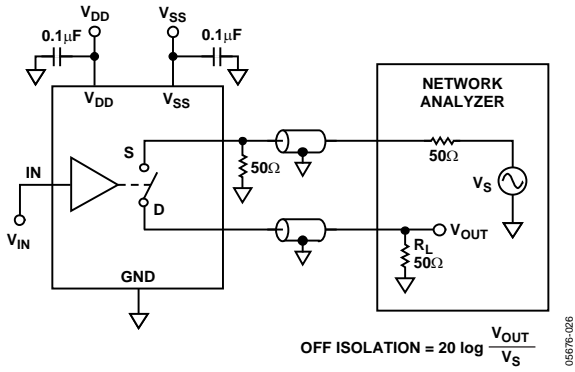 VDD
VSS
0.1µF
0.1µF
VDD
VSS
NETWORK
ANALYZER
S
50Ω
50Ω
IN
VS
D
VOUT
VIN
RL
50Ω
GND
OFF ISOLATION = 20 log VOUT
VS
05676-026